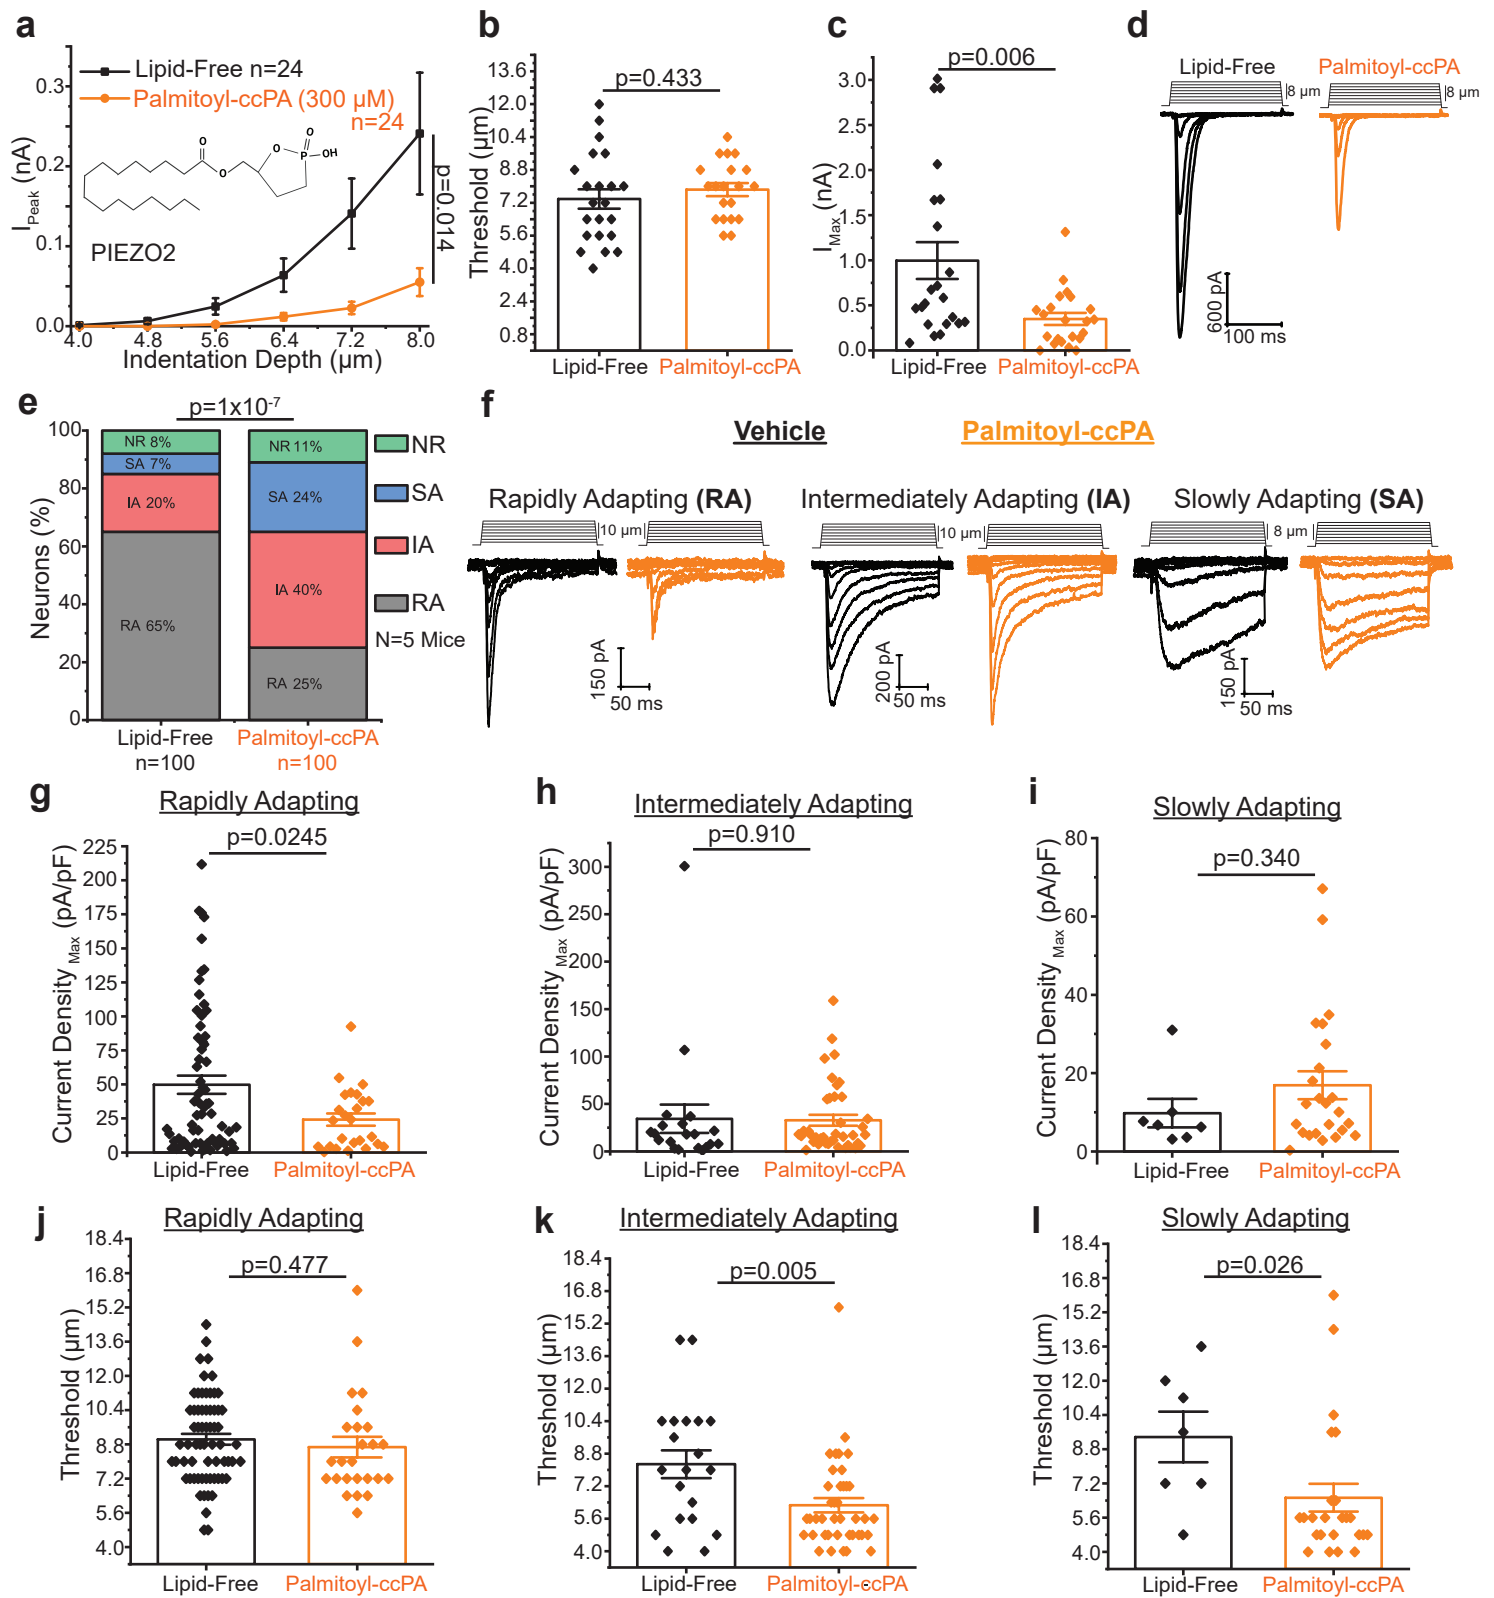 a
Lipid-Free n=24
Palmitoyl-ccPA (300 µM)
n=24
O
O
O
O
P
OH
PIEZO2
p=0.014
I Peak (nA)
0.3
0.2
0.1
0.0
4.0 4.8 5.6 6.4 7.2 8.0
Indentation Depth (µm)
b
p=0.433
Threshold (µm)
13.6
12.0
10.4
8.8
7.2
5.6
4.0
2.4
0.8
Lipid-Free Palmitoyl-ccPA
c
p=0.006
I Max (nA)
3.0
2.5
2.0
1.5
1.0
0.5
0.0
Lipid-Free Palmitoyl-ccPA
d
Lipid-Free Palmitoyl-ccPA
8 µm 8 µm
600 pA
100 ms
e
p=1x10-7
Neurons (%)
100
80
60
40
20
0
NR 8%
SA 7%
IA 20%
RA 65%
NR 11%
SA 24%
IA 40%
RA 25%
NR
SA
IA
RA
N=5 Mice
Lipid-Free Palmitoyl-ccPA
n=100 n=100
f
Vehicle Palmitoyl-ccPA
Rapidly Adapting (RA) Intermediately Adapting (IA) Slowly Adapting (SA)
10 µm 10 µm 8 µm
150 pA
50 ms
200 pA
50 ms
150 pA
50 ms
g
Rapidly Adapting
p=0.0245
Current Density Max (pA/pF)
225
200
175
150
125
100
75
50
25
0
Lipid-Free Palmitoyl-ccPA
h
Intermediately Adapting
p=0.910
Current Density Max (pA/pF)
300
250
200
150
100
50
0
Lipid-Free Palmitoyl-ccPA
i
Slowly Adapting
p=0.340
Current Density Max (pA/pF)
80
60
40
20
0
Lipid-Free Palmitoyl-ccPA
j
Rapidly Adapting
p=0.477
Threshold (µm)
18.4
16.8
15.2
13.6
12.0
10.4
8.8
7.2
5.6
4.0
Lipid-Free Palmitoyl-ccPA
k
Intermediately Adapting
p=0.005
Threshold (µm)
18.4
16.8
15.2
13.6
12.0
10.4
8.8
7.2
5.6
4.0
Lipid-Free Palmitoyl-ccPA
l
Slowly Adapting
p=0.026
Threshold (µm)
18.4
16.8
15.2
13.6
12.0
10.4
8.8
7.2
5.6
4.0
Lipid-Free Palmitoyl-ccPA